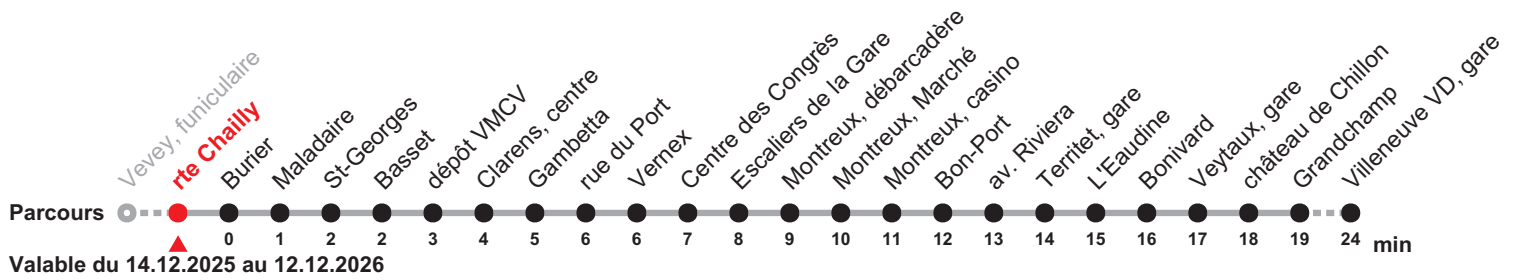 Vevey, funiculaire
rte Chailly
Burier
Maladaire
St-Georges
Basset
dépôt VMCV
Clarens, centre
Gambetta
rue du Port
Vernex
Centre des Congrès
Escaliers de la Gare
Montreux, débarcadère
Montreux, Marché
Montreux, casino
Bon-Port
av. Riviera
Territet, gare
L'Eaudine
Bonivard
Veytaux, gare
château de Chillon
Grandchamp
Villeneuve VD, gare
Parcours
0 1 2 2 3 4 5 6 6 7 8 9 10 11 12 13 14 15 16 17 18 19 24 min
Valable du 14.12.2025 au 12.12.2026